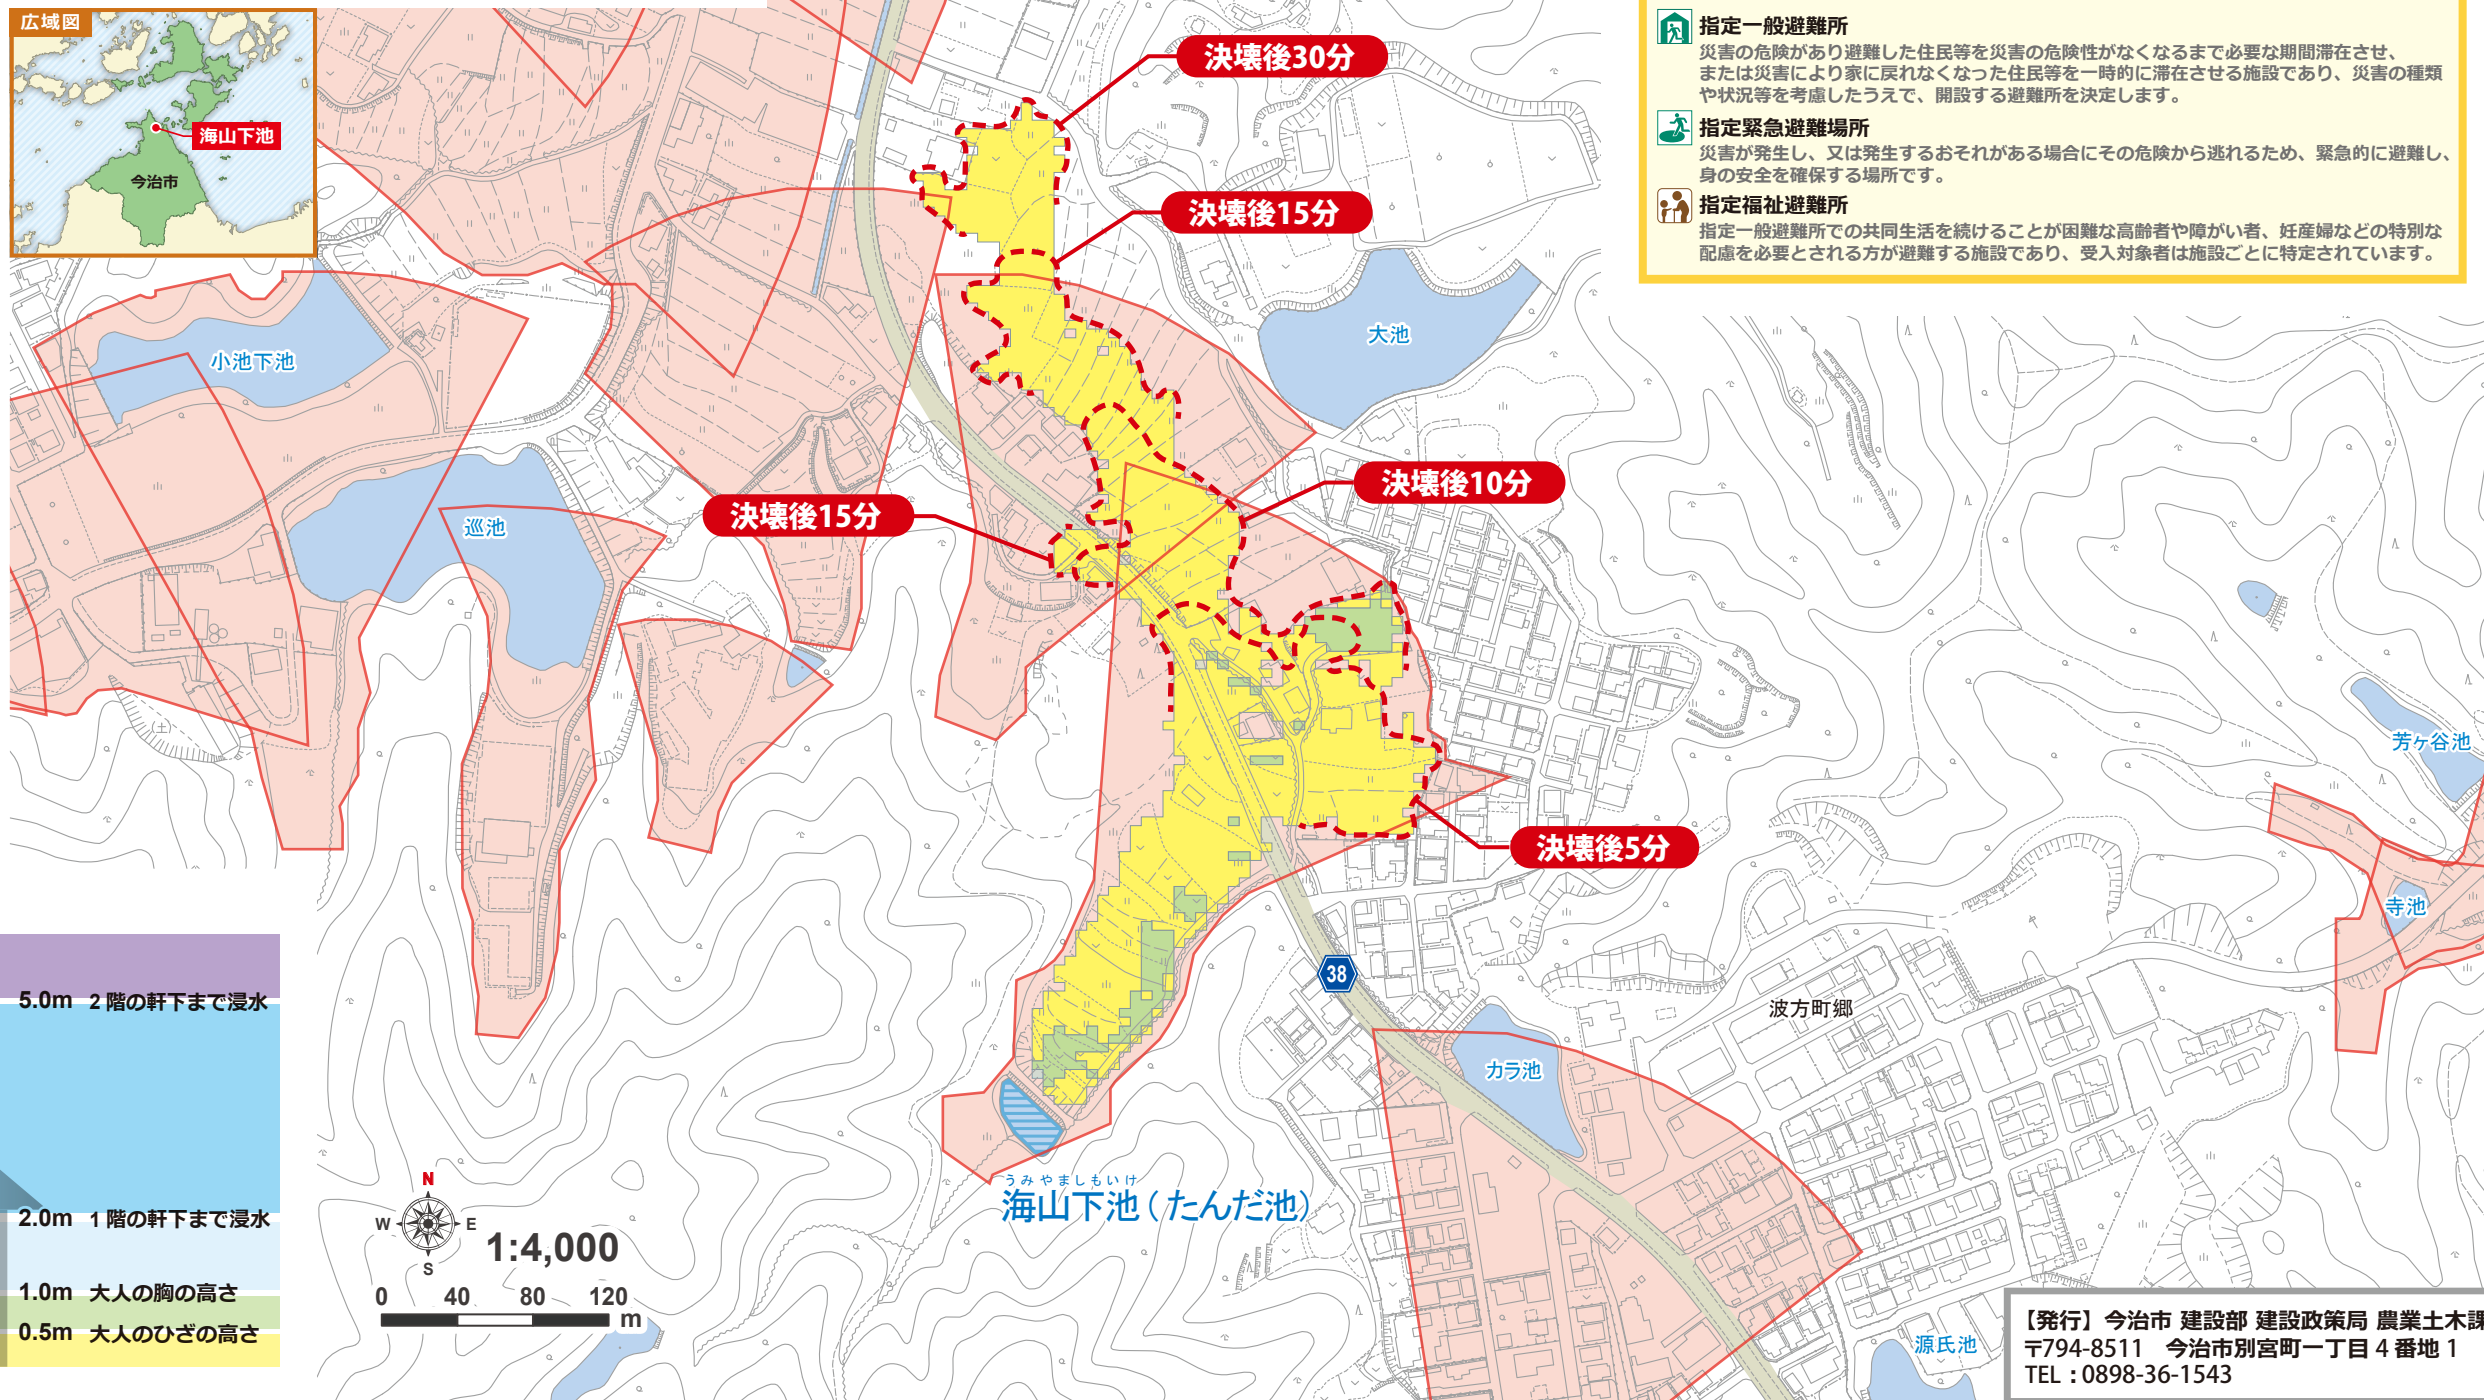 広域図
海山下池
今治市
指定一般避難所
災害の危険があり避難した住民等を災害の危険性がなくなるまで必要な期間滞在させ、
または災害により家に戻れなくなった住民等を一時的に滞在させる施設であり、災害の種類
や状況等を考慮したうえで、開設する避難所を決定します。
指定緊急避難場所
災害が発生し、又は発生するおそれがある場合にその危険から逃れるため、緊急的に避難し、
身の安全を確保する場所です。
指定福祉避難所
指定一般避難所での共同生活を続けることが困難な高齢者や障がい者、妊産婦などの特別な
配慮を必要とされる方が避難する施設であり、受入対象者は施設ごとに特定されています。
決壊後30分
決壊後15分
大池
小池下池
決壊後10分
決壊後15分
巡池
芳ヶ谷池
決壊後5分
寺池
38
波方町郷
カラ池
うみやましもいけ
海山下池（たんだ池）
源氏池
5.0m 2階の軒下まで浸水
2.0m 1階の軒下まで浸水
1.0m 大人の胸の高さ
0.5m 大人のひざの高さ
N
W E
S
1:4,000
0 40 80 120
m
【発行】今治市 建設部 建設政策局 農業土木課
〒794-8511 今治市別宮町一丁目4番地1
TEL：0898-36-1543